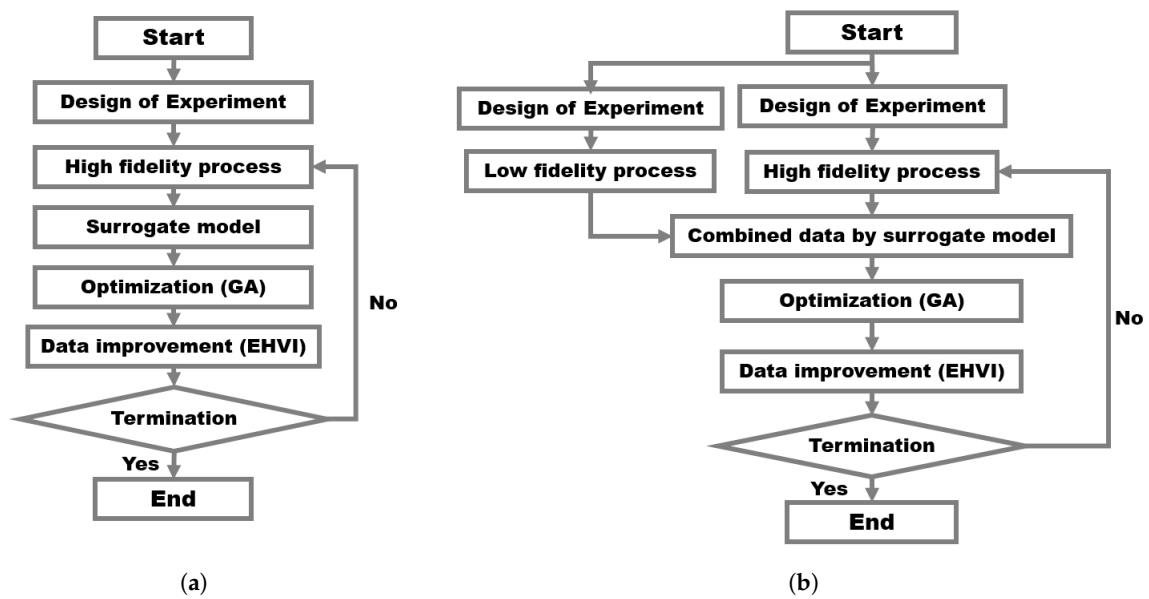 Start
Design of Experiment
High fidelity process
Surrogate model
Optimization (GA)
Data improvement (EHVI)
Termination
No
Yes
End
(a)
Start
Design of Experiment
Design of Experiment
Low fidelity process
High fidelity process
Combined data by surrogate model
Optimization (GA)
No
Data improvement (EHVI)
Termination
Yes
End
(b)